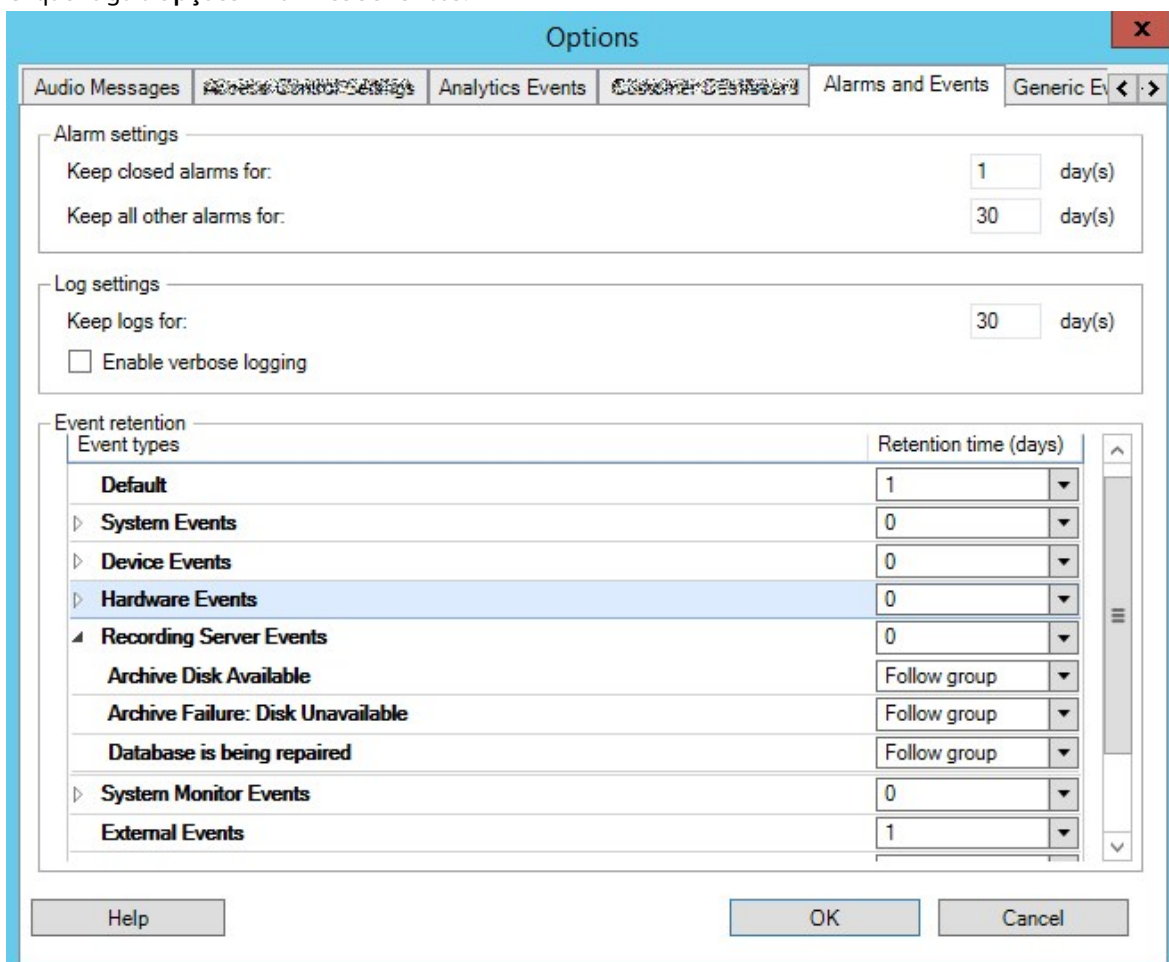 Options
x
Audio Messages Analytics Events Alarms and Events Generic Ev
Alarm settings
Keep closed alarms for: 1 day(s)
Keep all other alarms for: 30 day(s)
Log settings
Keep logs for: 30 day(s)
Enable verbose logging
Event retention
Event types Retention time (days)
Default 1
System Events 0
Device Events 0
Hardware Events 0
Recording Server Events 0
Archive Disk Available Follow group
Archive Failure: Disk Unavailable Follow group
Database is being repaired Follow group
System Monitor Events 0
External Events 1
Help OK Cancel